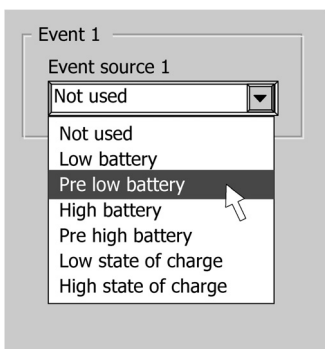 Event 1
Event source 1
Not used
Not used
Low battery
Pre low battery
High battery
Pre high battery
Low state of charge
High state of charge